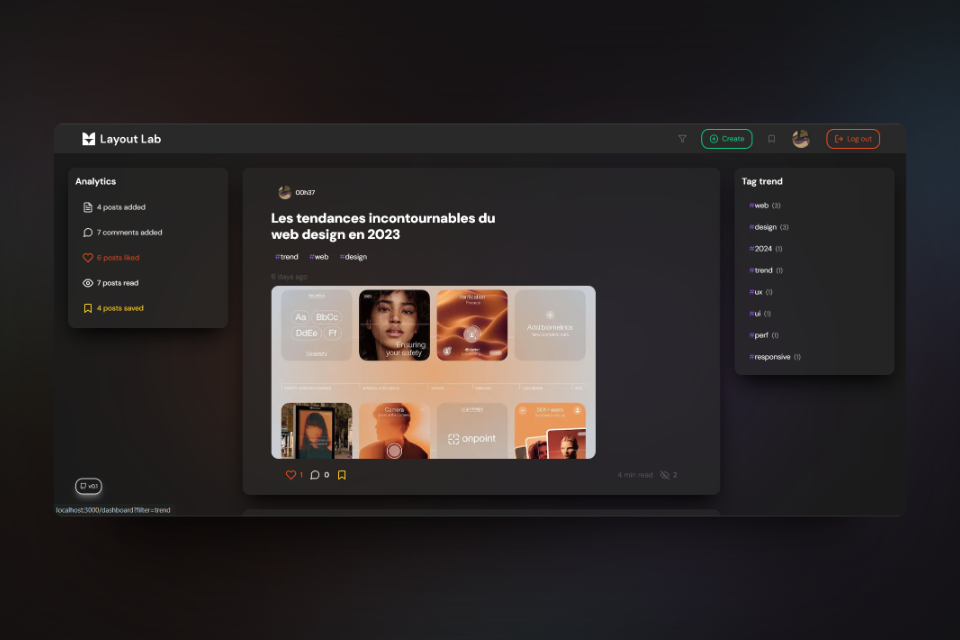 Layout Lab
Create
Log out
Analytics
4 posts added
7 comments added
6 posts liked
7 posts read
4 posts saved
00h37
Les tendances incontournables du
web design en 2023
#trend #web #design
6 days ago
Aa BbCc
DdEe Ff
Ensuring
your safety
Add biometrics
Camera
onpoint
1 0
4 min read 2
Tag trend
#web (3)
#design (3)
#2024 (1)
#trend (1)
#ux (1)
#ui (1)
#perf (1)
#responsive (1)
v0.1
localhost:3000/dashboard?filter=trend